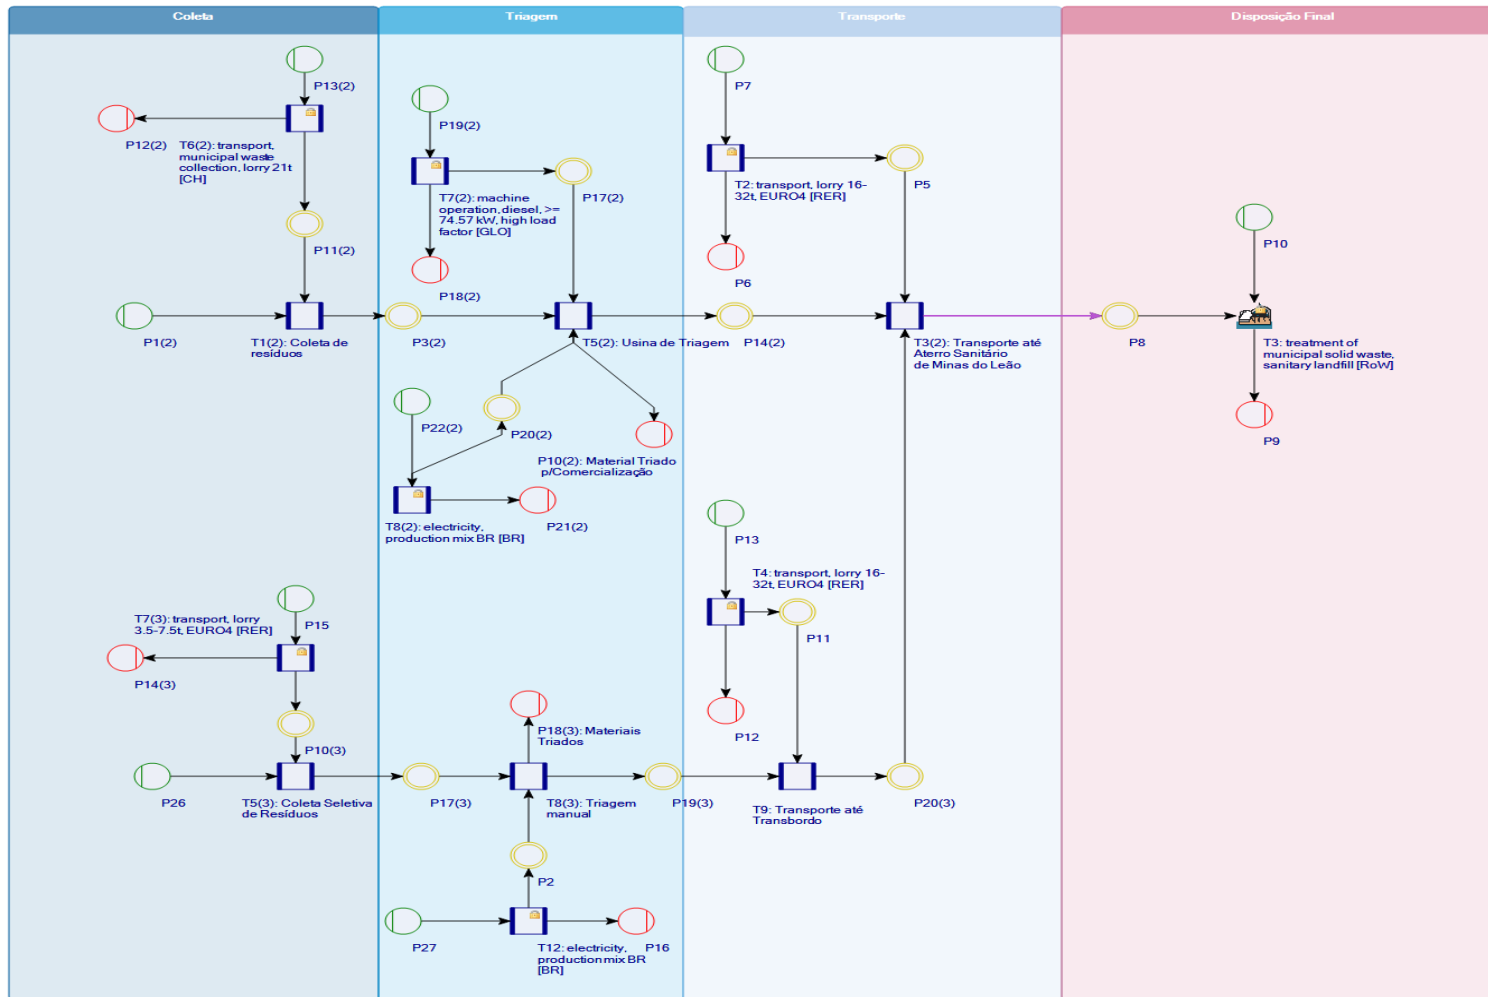 Coleta
Triagem
Transporte
Disposição Final
P13(2)
P12(2)
T6(2): transport,
municipal waste
collection, lorry 21t
[CH]
P11(2)
P1(2)
T1(2): Coleta de
resíduos
P19(2)
T7(2): machine
operation, diesel, >=
74.57 kW, high load
factor [GLO]
P17(2)
P18(2)
P3(2)
T5(2): Usina de Triagem
P14(2)
P22(2)
P20(2)
P10(2): Material Triado
p/Comercialização
T8(2): electricity,
production mix BR [BR]
P21(2)
P7
T2: transport, lorry 16-
32t, EURO4 [RER]
P5
P6
T3(2): Transporte até
Aterro Sanitário
de Minas do Leão
P8
P10
T3: treatment of
municipal solid waste,
sanitary landfill [RoW]
P9
P13
T4: transport, lorry 16-
32t, EURO4 [RER]
P11
P12
T7(3): transport, lorry
3.5-7.5t, EURO4 [RER]
P15
P14(3)
P10(3)
P26
T5(3): Coleta Seletiva
de Resíduos
P17(3)
P18(3): Materiais
Triados
T8(3): Triagem
manual
P19(3)
T9: Transporte até
Transbordo
P20(3)
P2
P27
T12: electricity,
production mix BR
[BR]
P16